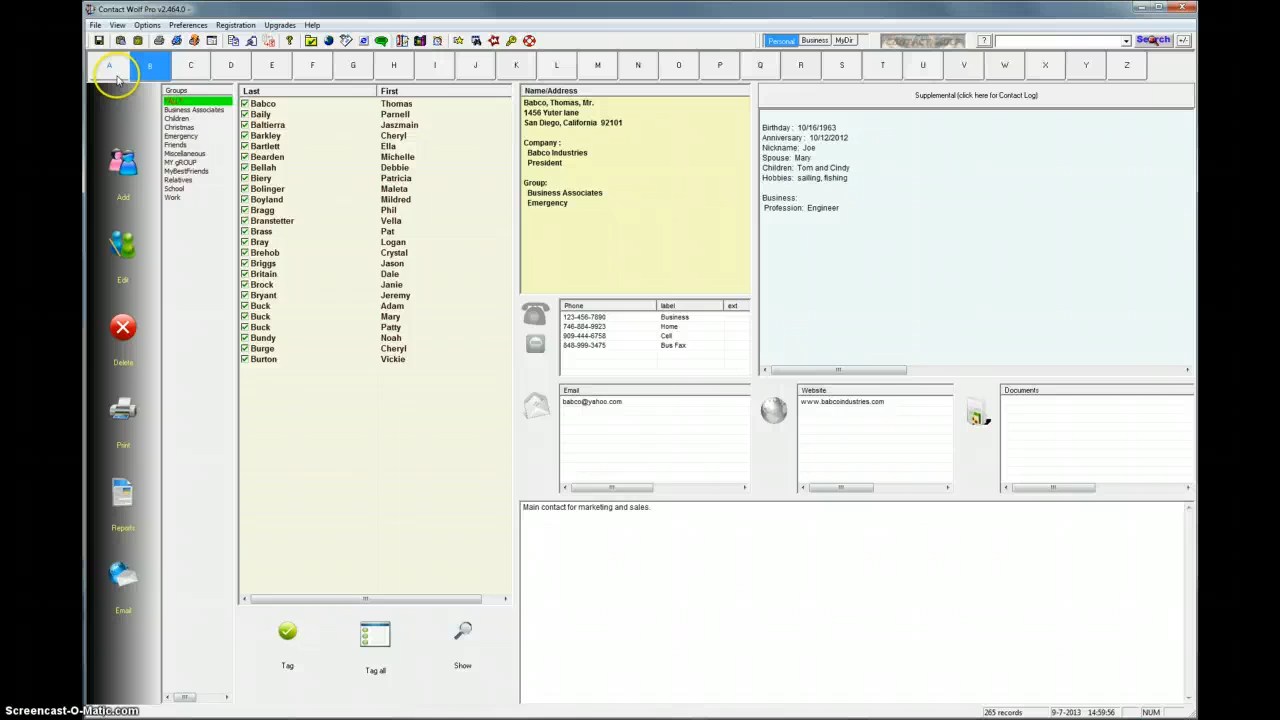 Contact Wolf Pro v2.464.0 -
File View Options Preferences Registration Upgrades Help
Personal Business MyDir ? Search +/-
A B C D E F G H I J K L M N O P Q T U V W X Y Z
Groups
Business Associates
Children
Christmas
Emergency
Friends
Miscellaneous
MY gROUP
MyBestFriends
Relatives
School
Work
Add
Edit
Delete
Print
Reports
Email
Last First
Babco Thomas
Baily Parnell
Baltierra Jaszmain
Barkley Cheryl
Bartlett Ella
Bearden Michelle
Bellah Debbie
Biery Patricia
Bolinger Maleta
Boyland Mildred
Bragg Phil
Branstetter Vella
Brass Pat
Bray Logan
Brehob Crystal
Briggs Jason
Britain Dale
Brock Janie
Bryant Jeremy
Buck Adam
Buck Mary
Buck Patty
Bundy Noah
Burge Cheryl
Burton Vickie
Tag
Tag all
Show
Name/Address
Babco, Thomas, Mr.
1456 Yuter lane
San Diego, California 92101
Company :
Babco Industries
President
Group:
Business Associates
Emergency
Supplemental (click here for Contact Log)
Birthday : 10/16/1963
Anniversary : 10/12/2012
Nickname: Joe
Spouse: Mary
Children: Tom and Cindy
Hobbies: sailing, fishing
Business:
Profession: Engineer
Phone label ext
123-456-7890 Business
746-884-9923 Home
909-444-6758 Cell
848-999-3475 Bus Fax
Email
babco@yahoo.com
Website
www.babcoindustries.com
Documents
Main contact for marketing and sales.
265 records 9-7-2013 14:59:56 NUM
Screencast-O-Matic.com